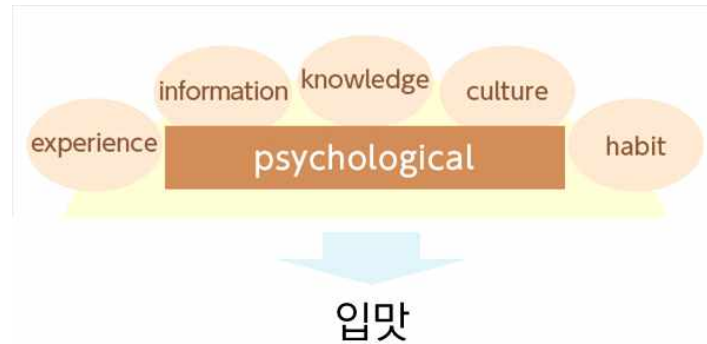 experience
information
knowledge
culture
habit
psychological
입맛